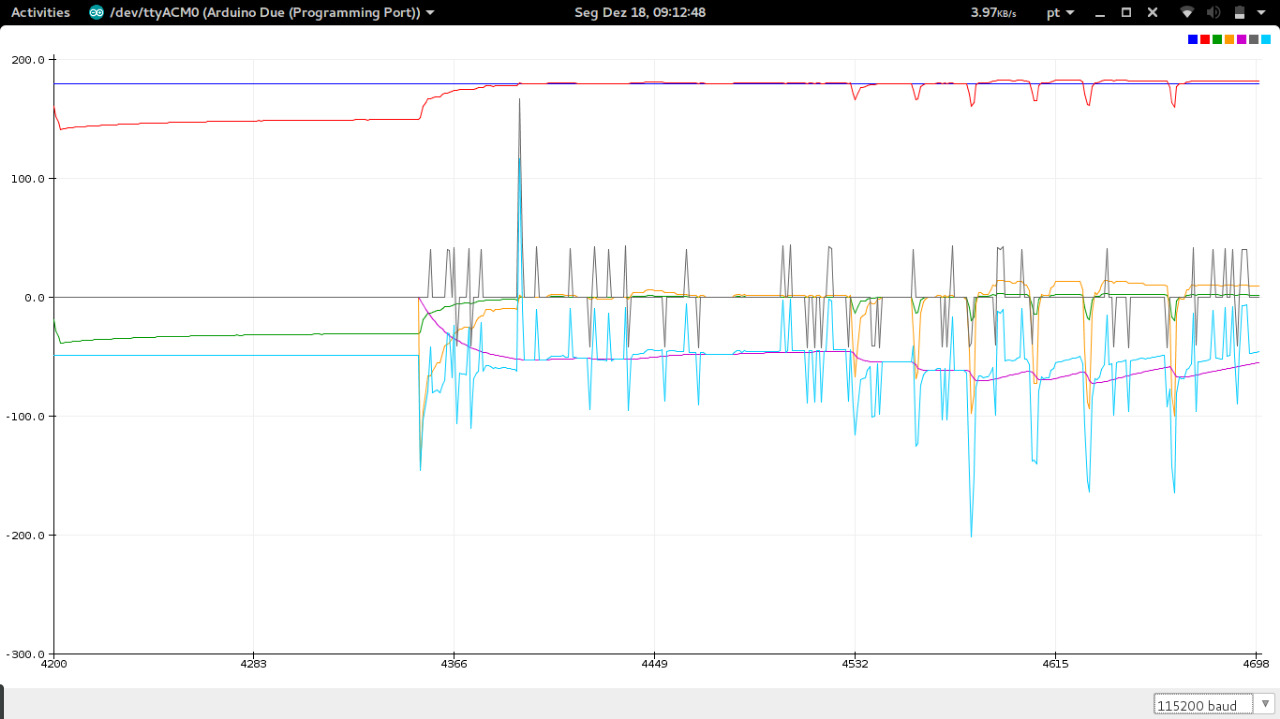 Activities /dev/ttyACM0 (Arduino Due (Programming Port)) Seg Dez 18, 09:12:48 3.97KB/s pt
200.0
100.0
0.0
-100.0
-200.0
-300.0
4200 4283 4366 4449 4532 4615 4698
115200 baud